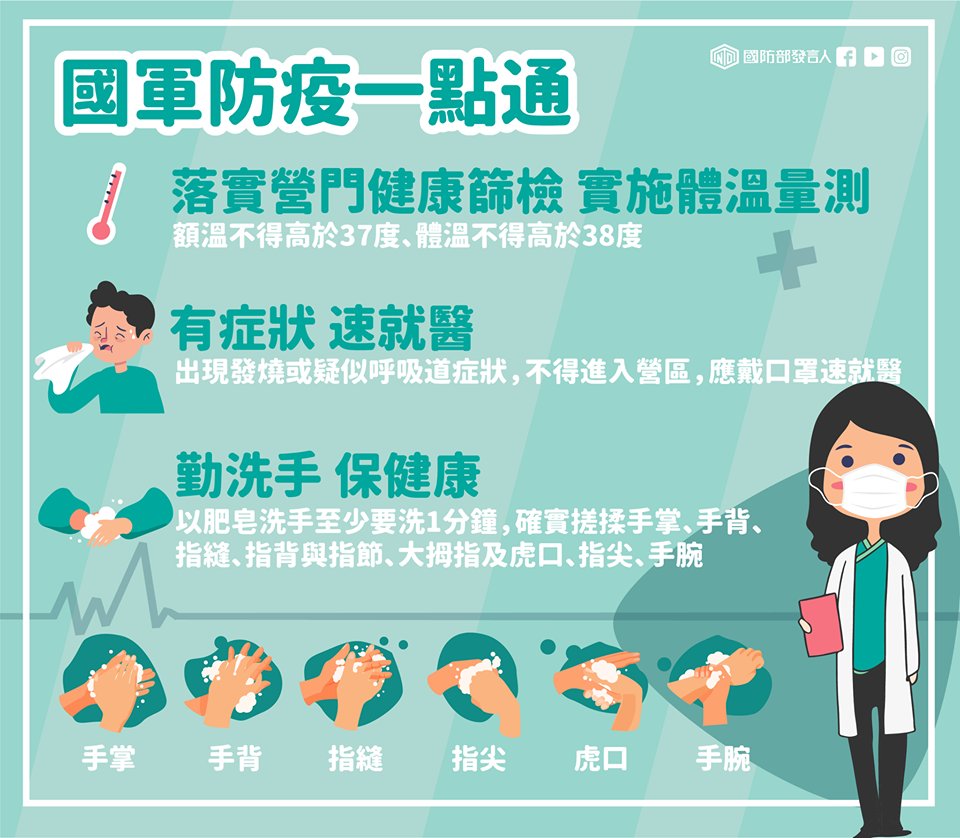 國防部發言人
國軍防疫一點通
落實營門健康篩檢 實施體溫量測
額溫不得高於37度、體溫不得高於38度
有症狀 速就醫
出現發燒或疑似呼吸道症狀,不得進入營區,應戴口罩速就醫
勤洗手 保健康
以肥皂洗手至少要洗1分鐘,確實搓揉手掌、手背、
指縫、指背與指節、大拇指及虎口、指尖、手腕
手掌 手背 指縫 指尖 虎口 手腕